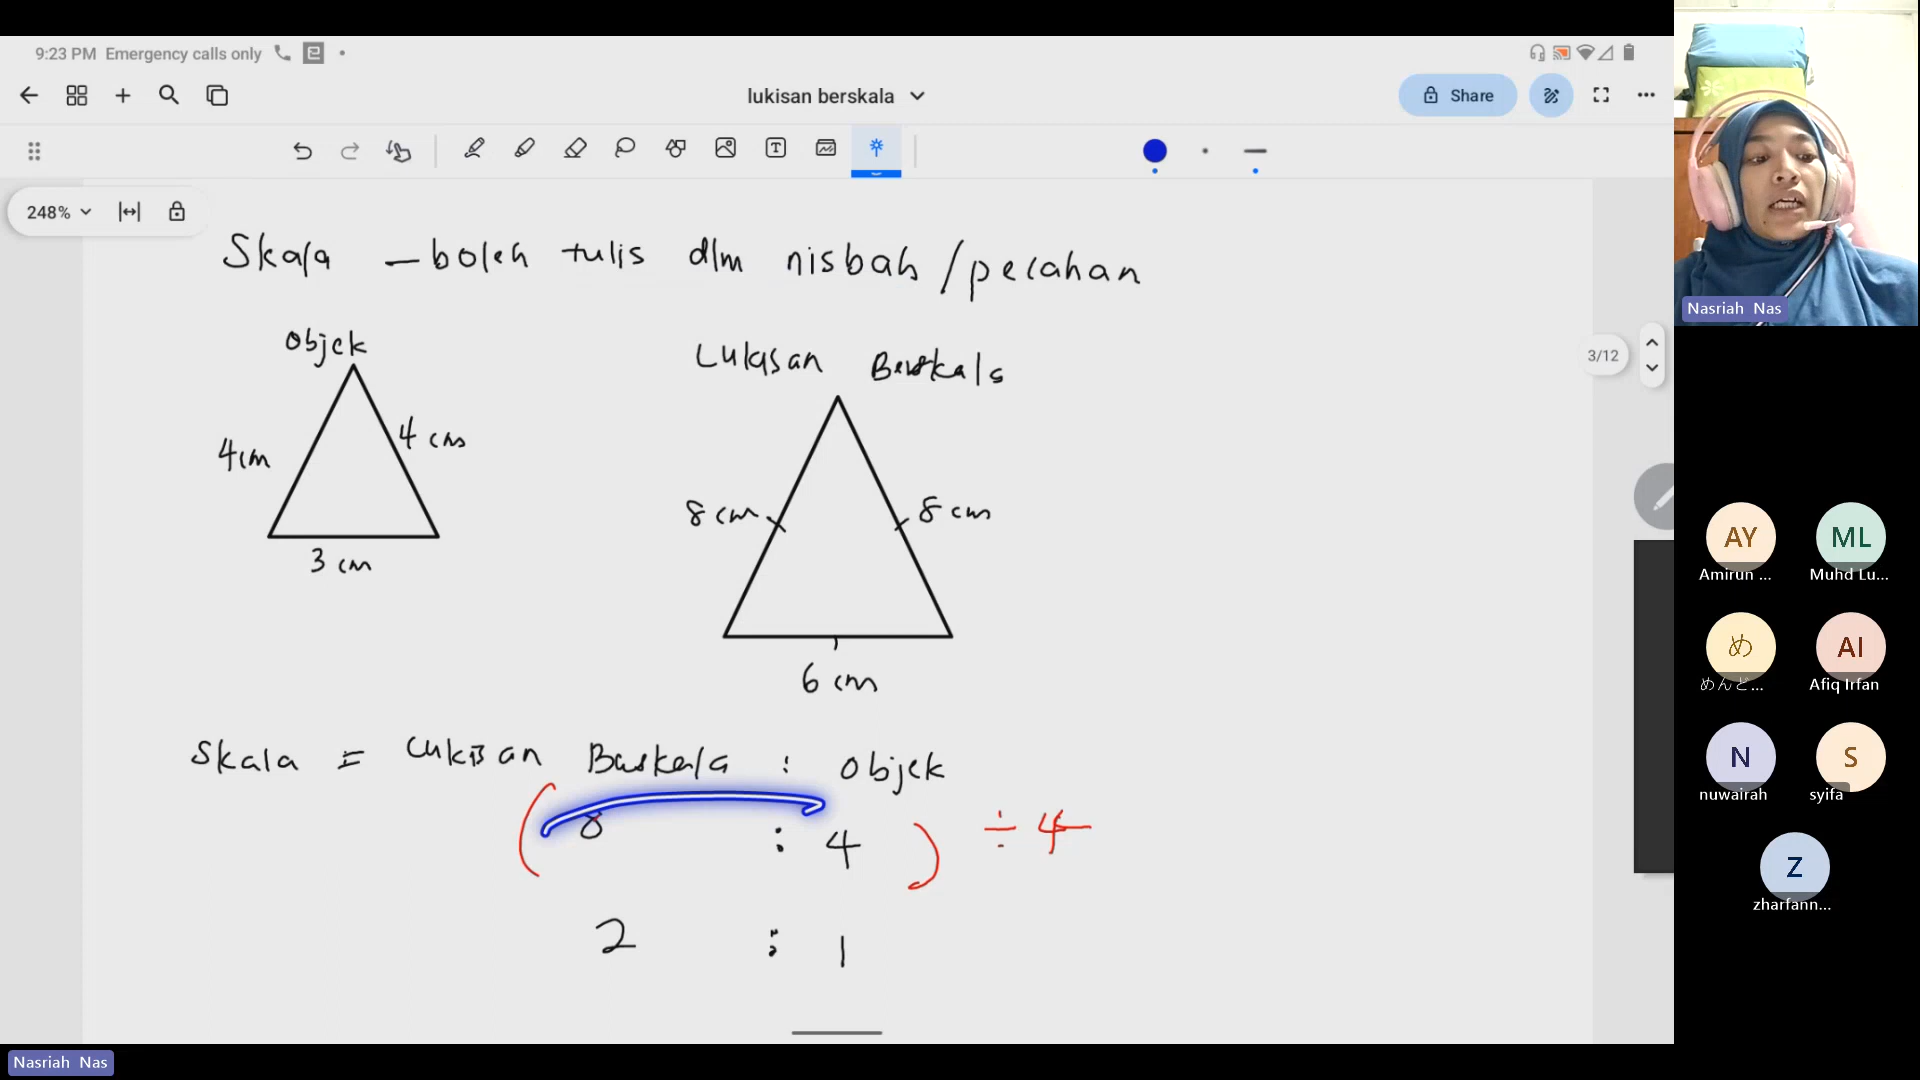 9:23 PM Emergency calls only
lukisan berskala
Share
248%
3/12
Skala – boleh tulis dlm nisbah / pecahan
Objek
4cm
4 cm
3 cm
Lukisan Berskala
8 cm
8 cm
6 cm
Skala = Lukisan Berskala : Objek
( 8 : 4 ) ÷ 4
2 : 1
Nasriah Nas
AY
Amirun ...
ML
Muhd Lu...
め
めんど...
AI
Afiq Irfan
N
nuwairah
S
syifa
Z
zharfann...
Nasriah Nas